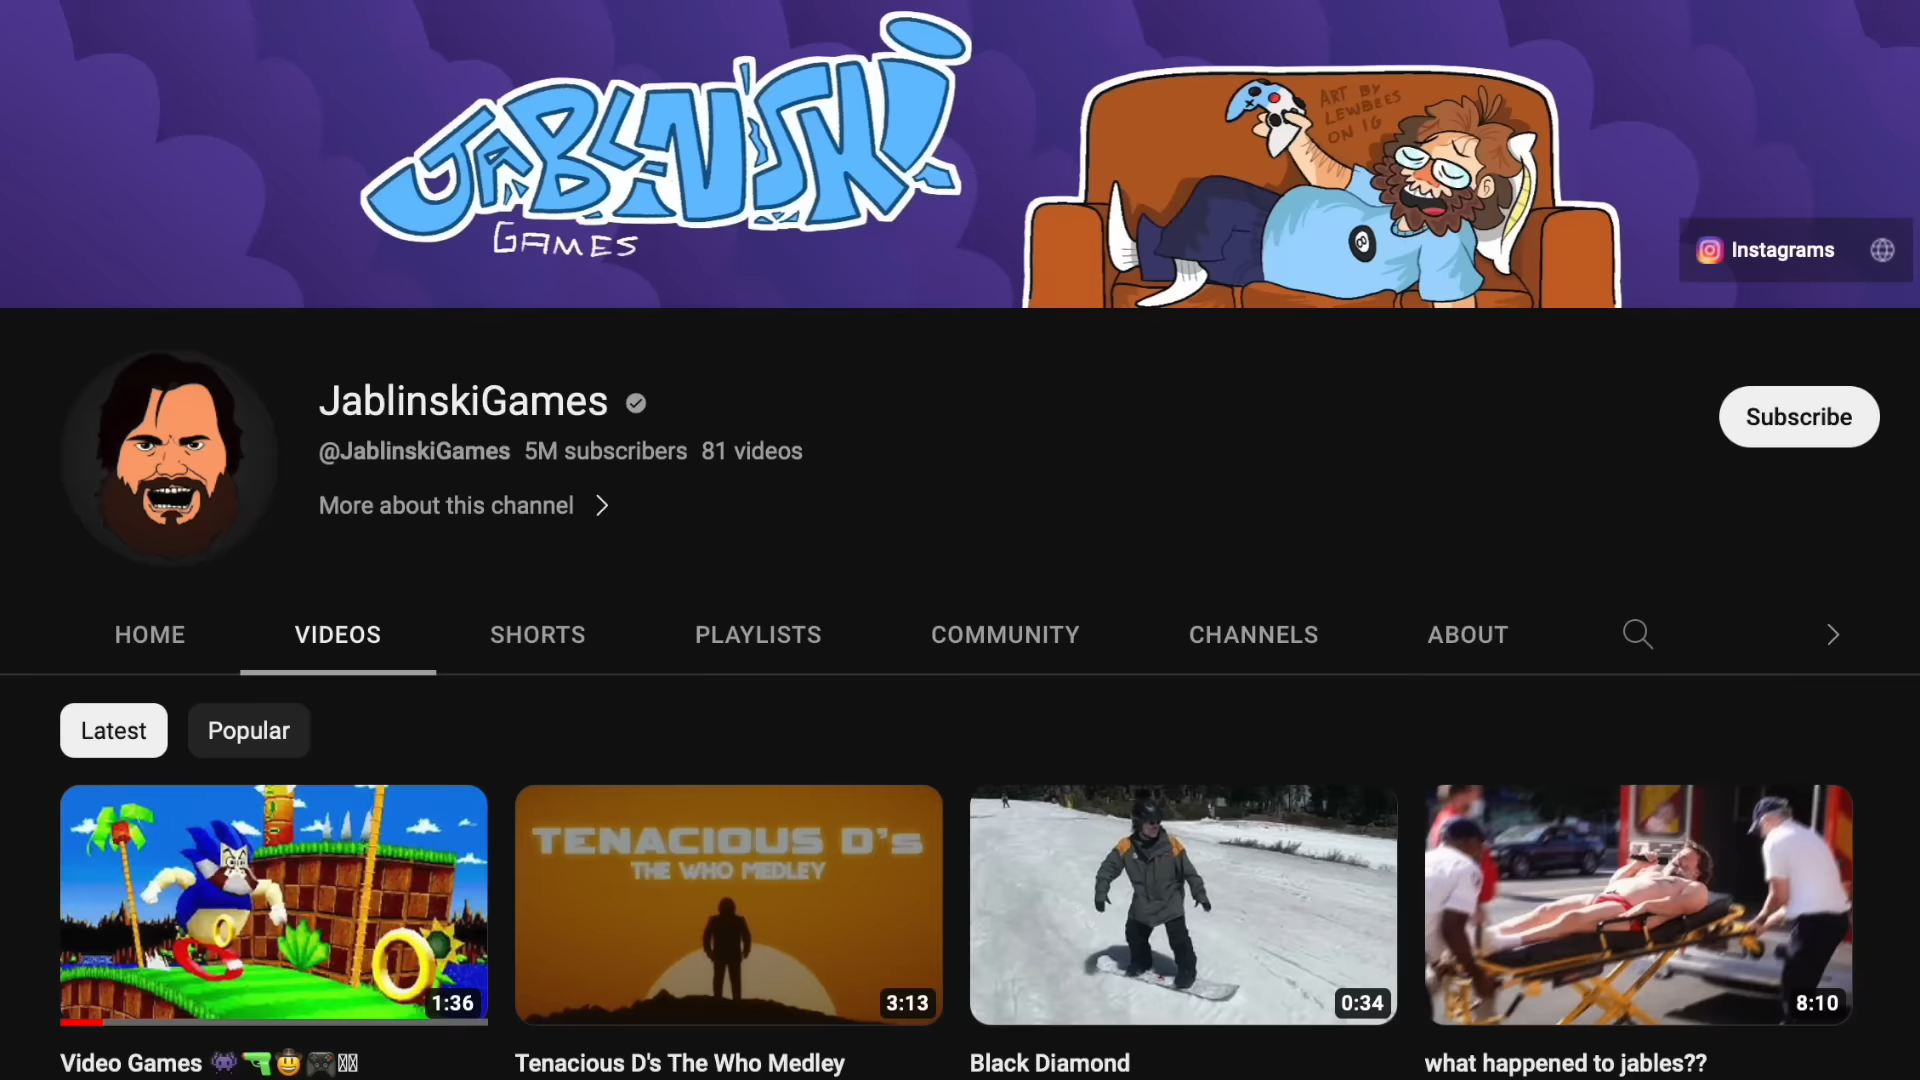 JABLINSKI
GAMES
ART BY
LEWBEES
ON IG
8
Instagrams
JablinskiGames
@JablinskiGames 5M subscribers 81 videos
More about this channel
Subscribe
HOME VIDEOS SHORTS PLAYLISTS COMMUNITY CHANNELS ABOUT
Latest Popular
TENACIOUS D's
THE WHO MEDLEY
1:36 3:13 0:34 8:10
Video Games 👾🔫🤠🎮
Tenacious D's The Who Medley
Black Diamond
what happened to jables??